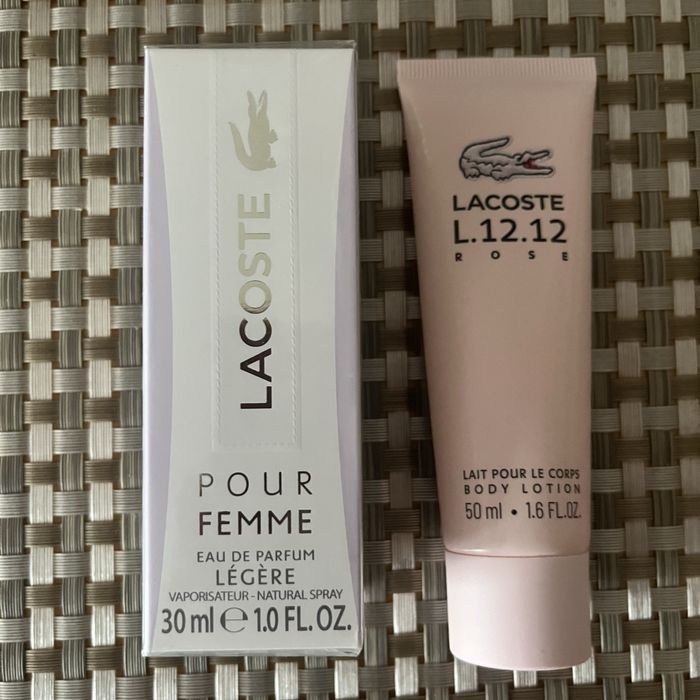 LACOSTE
POUR
FEMME
EAU DE PARFUM
LÉGÈRE
VAPORISATEUR - NATURAL SPRAY
30 ml e 1.0 FL. OZ.
LACOSTE
L.12.12
ROSE
LAIT POUR LE CORPS
BODY LOTION
50 ml • 1.6 FL.OZ.